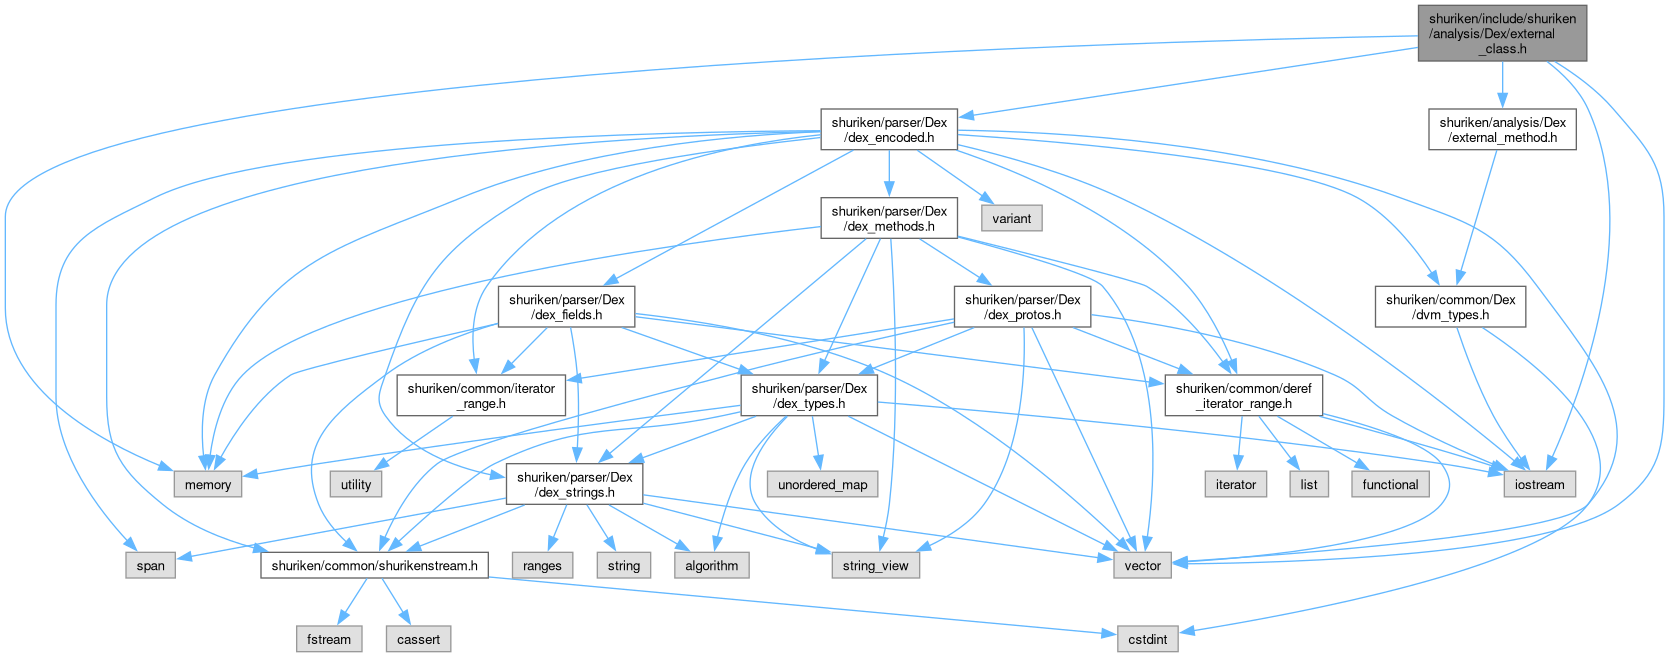 shuriken/include/shuriken
/analysis/Dex/external
_class.h
shuriken/parser/Dex
/dex_encoded.h
shuriken/analysis/Dex
/external_method.h
shuriken/parser/Dex
/dex_methods.h
variant
shuriken/parser/Dex
/dex_fields.h
shuriken/parser/Dex
/dex_protos.h
shuriken/common/Dex
/dvm_types.h
shuriken/common/iterator
_range.h
shuriken/parser/Dex
/dex_types.h
shuriken/common/deref
_iterator_range.h
memory
utility
shuriken/parser/Dex
/dex_strings.h
unordered_map
iterator
list
functional
iostream
span
shuriken/common/shurikenstream.h
ranges
string
algorithm
string_view
vector
fstream
cassert
cstdint